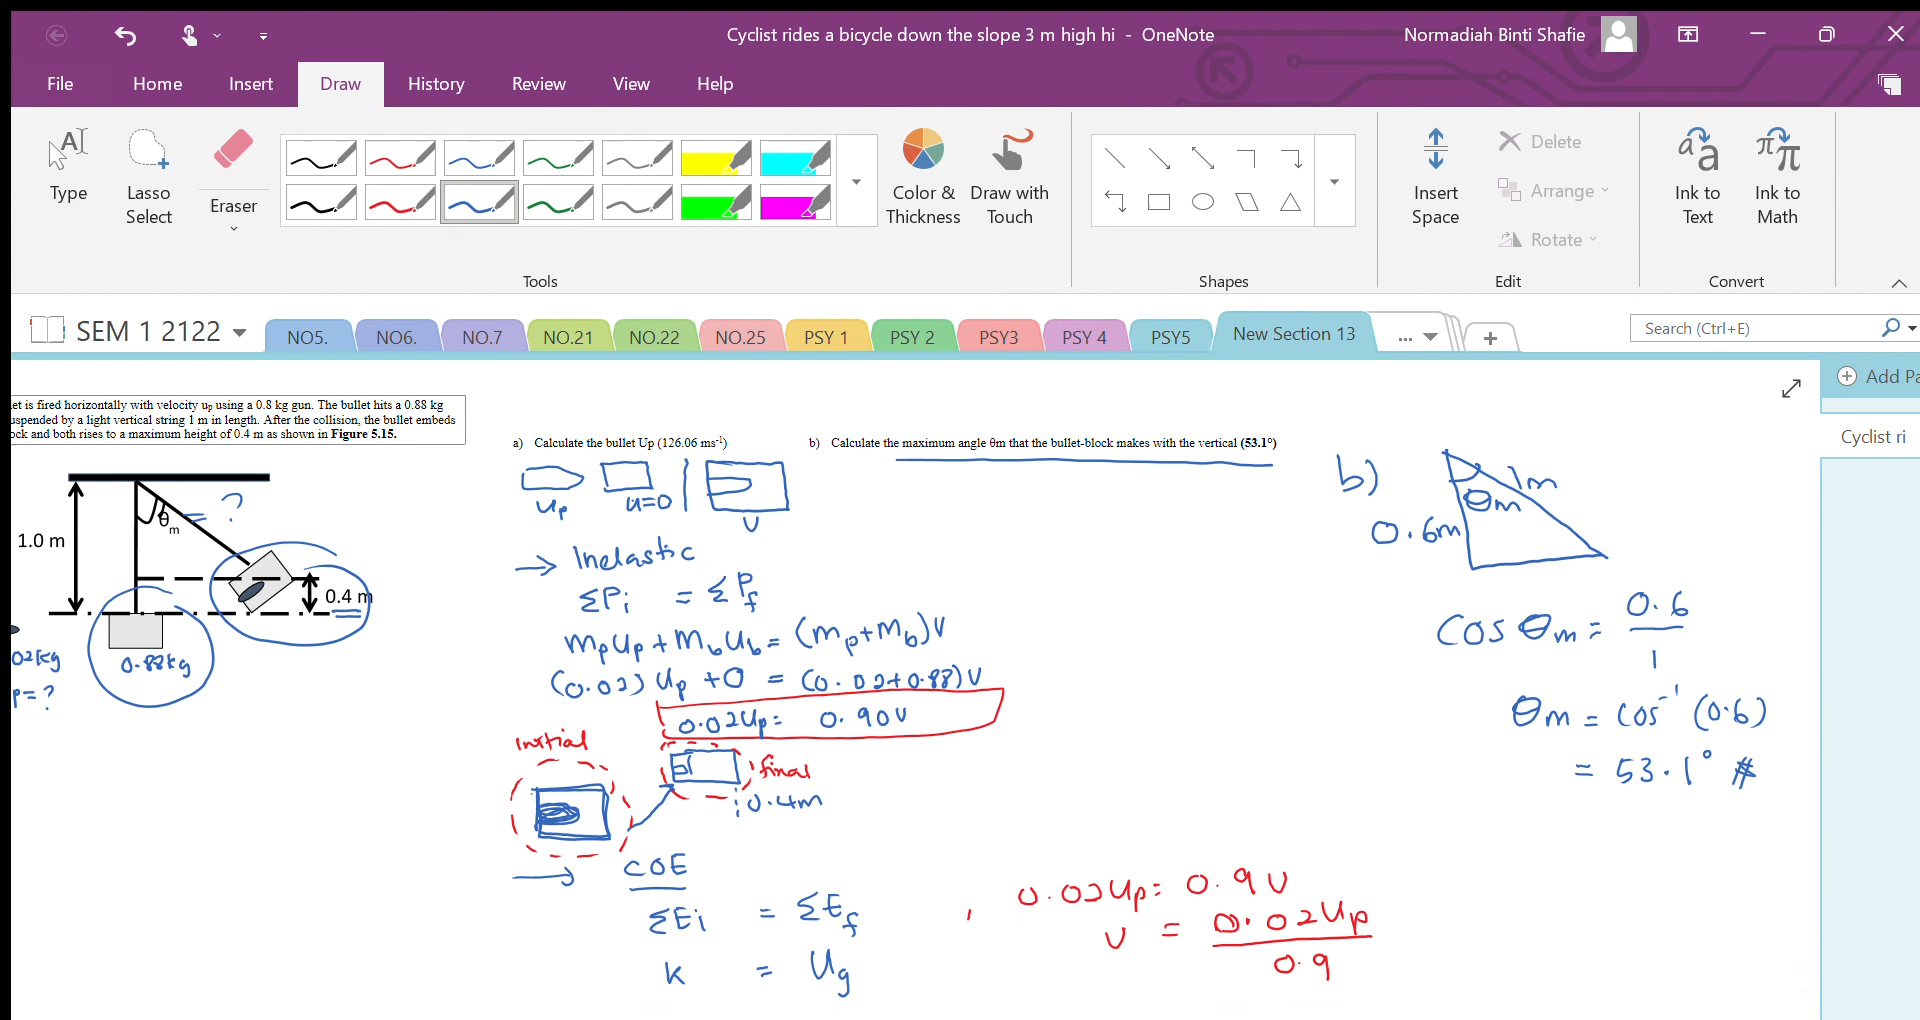 Cyclist rides a bicycle down the slope 3 m high hi - OneNote
Normadiah Binti Shafie
File Home Insert Draw History Review View Help
Type
Lasso Select
Eraser
Color & Thickness
Draw with Touch
Insert Space
Delete
Arrange
Rotate
Ink to Text
Ink to Math
Tools
Shapes
Edit
Convert
SEM 1 2122
NO5. NO6. NO.7 NO.21 NO.22 NO.25 PSY 1 PSY 2 PSY3 PSY 4 PSY5 New Section 13 ...
Search (Ctrl+E)
Add Pa
Cyclist ri
et is fired horizontally with velocity up using a 0.8 kg gun. The bullet hits a 0.88 kg
uspended by a light vertical string 1 m in length. After the collision, the bullet embeds
ock and both rises to a maximum height of 0.4 m as shown in Figure 5.15.
1.0 m
θm = ?
0.4 m
0.88kg
02kg
p = ?
a) Calculate the bullet Up (126.06 ms⁻¹)
b) Calculate the maximum angle θm that the bullet-block makes with the vertical (53.1°)
Up
u=0
V
→ Inelastic
ΣPi = ΣPf
mpUp + mbUb = (mp+mb)V
(0.02) Up + 0 = (0.02+0.88)V
0.02Up = 0.90V
initial
final
0.4m
COE
ΣEi = ΣEf
K = Ug
, 0.02Up = 0.9V
V = 0.02Up
0.9
b)
1m
θm
0.6m
Cos θm = 0.6
1
θm = cos⁻¹ (0.6)
= 53.1° #